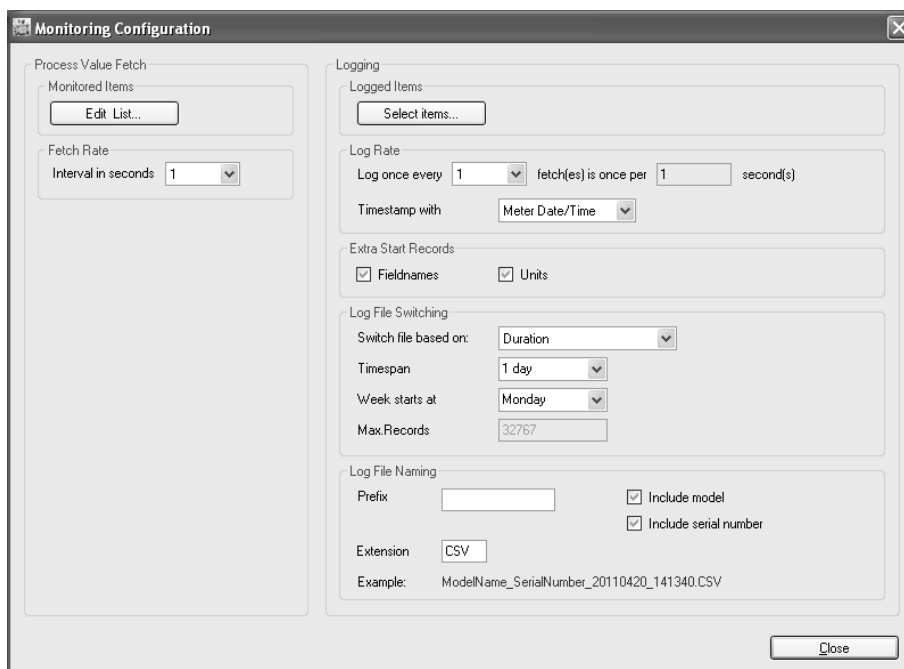 Monitoring Configuration
Process Value Fetch
Monitored Items
Edit List...
Fetch Rate
Interval in seconds 1
Logging
Logged Items
Select items...
Log Rate
Log once every 1 fetch(es) is once per 1 second(s)
Timestamp with Meter Date/Time
Extra Start Records
Fieldnames Units
Log File Switching
Switch file based on: Duration
Timespan 1 day
Week starts at Monday
Max.Records 32767
Log File Naming
Prefix Include model
Include serial number
Extension CSV
Example: ModelName_SerialNumber_20110420_141340.CSV
Close